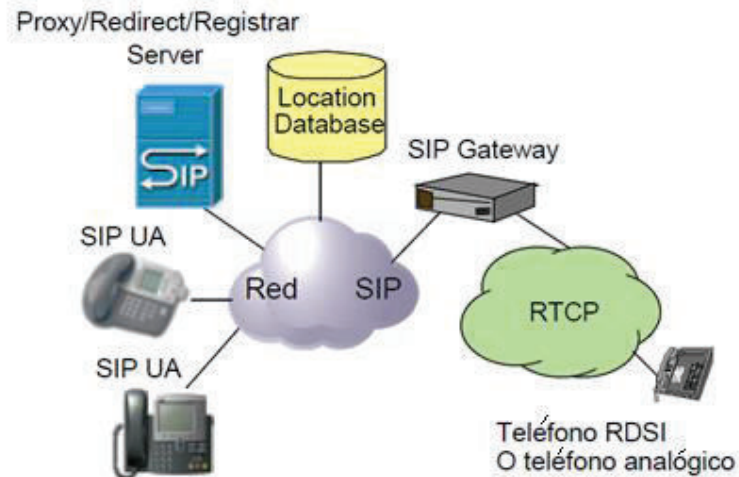 Proxy/Redirect/Registrar
Server
Location
Database
SIP
SIP Gateway
SIP UA
Red SIP
RTCP
SIP UA
Teléfono RDSI
O teléfono analógico